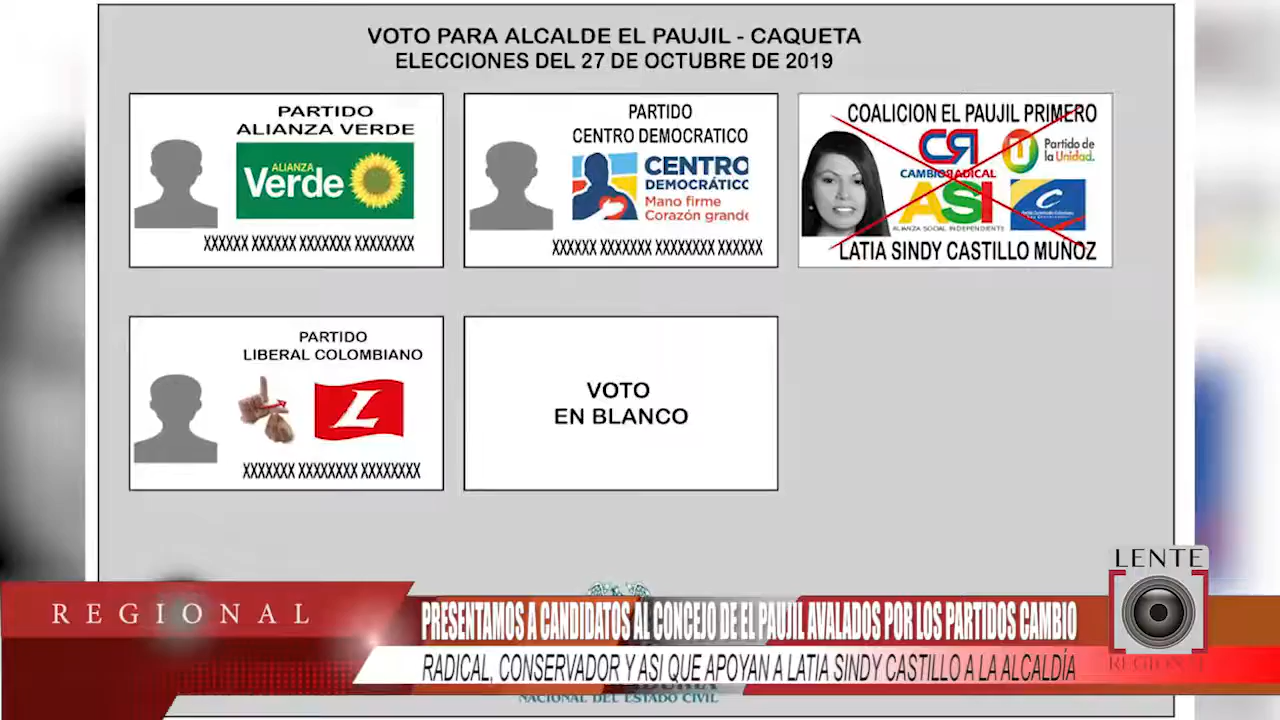 VOTO PARA ALCALDE EL PAUJIL - CAQUETA
ELECCIONES DEL 27 DE OCTUBRE DE 2019
PARTIDO
ALIANZA VERDE
ALIANZA
Verde
XXXXXX XXXXX XXXXXXX XXXXXXXX
PARTIDO
CENTRO DEMOCRATICO
CENTRO
DEMOCRÁTICO
Mano firme
Corazón grande
XXXXXX XXXXXXX XXXXXXXX XXXXXX
COALICION EL PAUJIL PRIMERO
CR
CAMBIO RADICAL
U
Partido de
la Unidad.
ASI
ALIANZA SOCIAL INDEPENDIENTE
C
LATIA SINDY CASTILLO MUÑOZ
PARTIDO
LIBERAL COLOMBIANO
L
XXXXXXX XXXXXXXX XXXXXXXX
VOTO
EN BLANCO
LENTE
REGIONAL
REGIONAL
PRESENTAMOS A CANDIDATOS AL CONCEJO DE EL PAUJIL AVALADOS POR LOS PARTIDOS CAMBIO
RADICAL, CONSERVADOR Y ASI QUE APOYAN A LATIA SINDY CASTILLO A LA ALCALDÍA
NACIONAL DEL ESTADO CIVIL